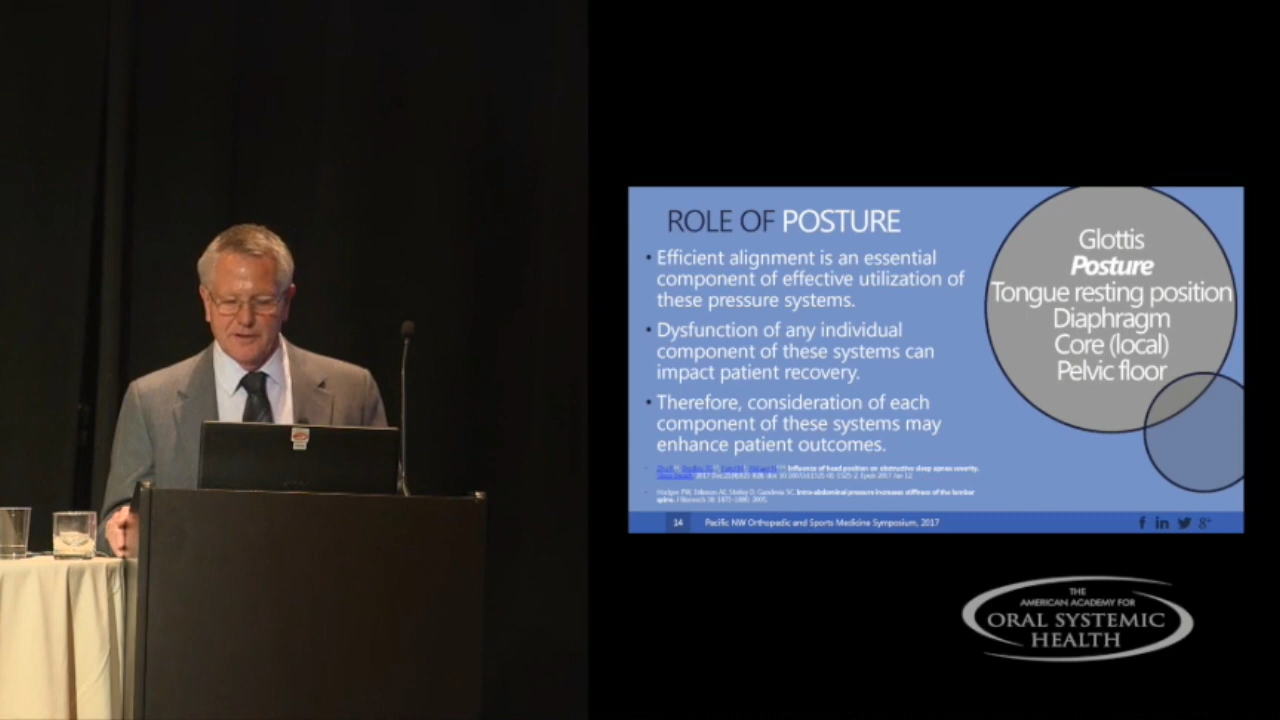 ROLE OF POSTURE
• Efficient alignment is an essential
component of effective utilization of
these pressure systems.
• Dysfunction of any individual
component of these systems can
impact patient recovery.
• Therefore, consideration of each
component of these systems may
enhance patient outcomes.
Influence of head position on obstructive sleep apnea severity.
Intra-abdominal pressure increases stiffness of the lumbar
spine. J Biomech
14 Pacific NW Orthopedic and Sports Medicine Symposium, 2017
Glottis
Posture
Tongue resting position
Diaphragm
Core (local)
Pelvic floor
THE
AMERICAN ACADEMY FOR
ORAL SYSTEMIC
HEALTH